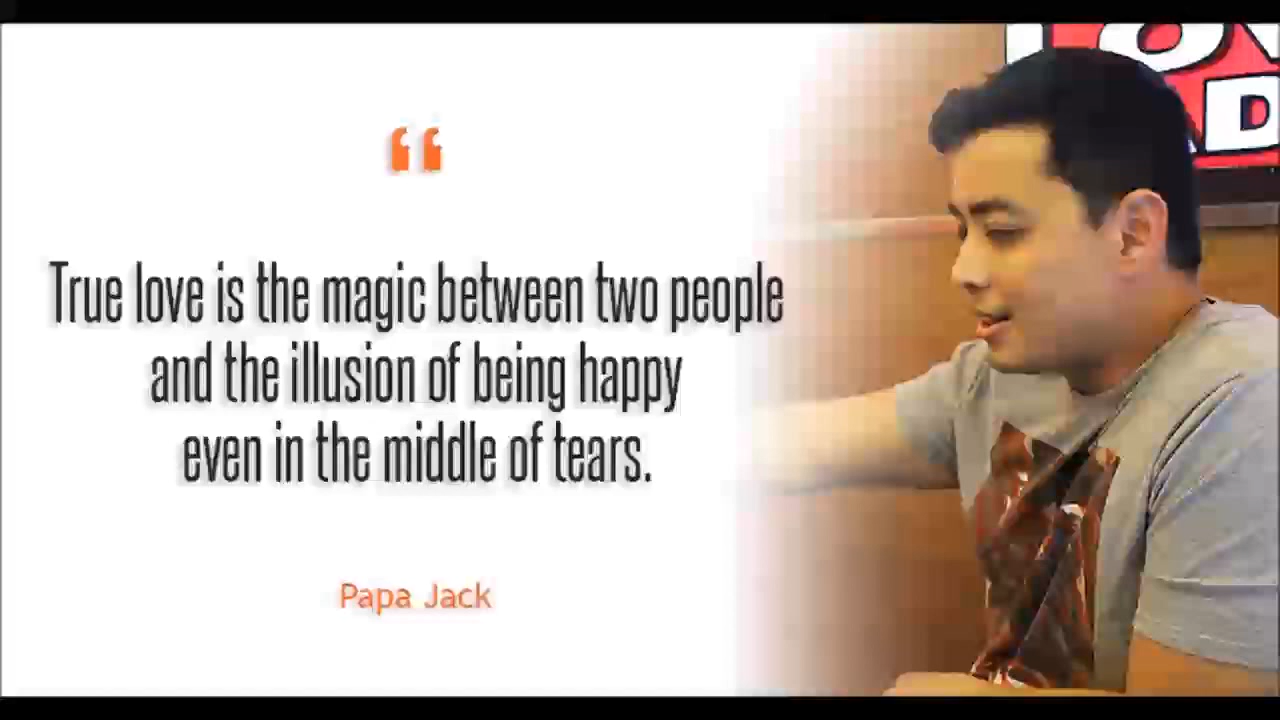 “
True love is the magic between two people
and the illusion of being happy
even in the middle of tears.
Papa Jack